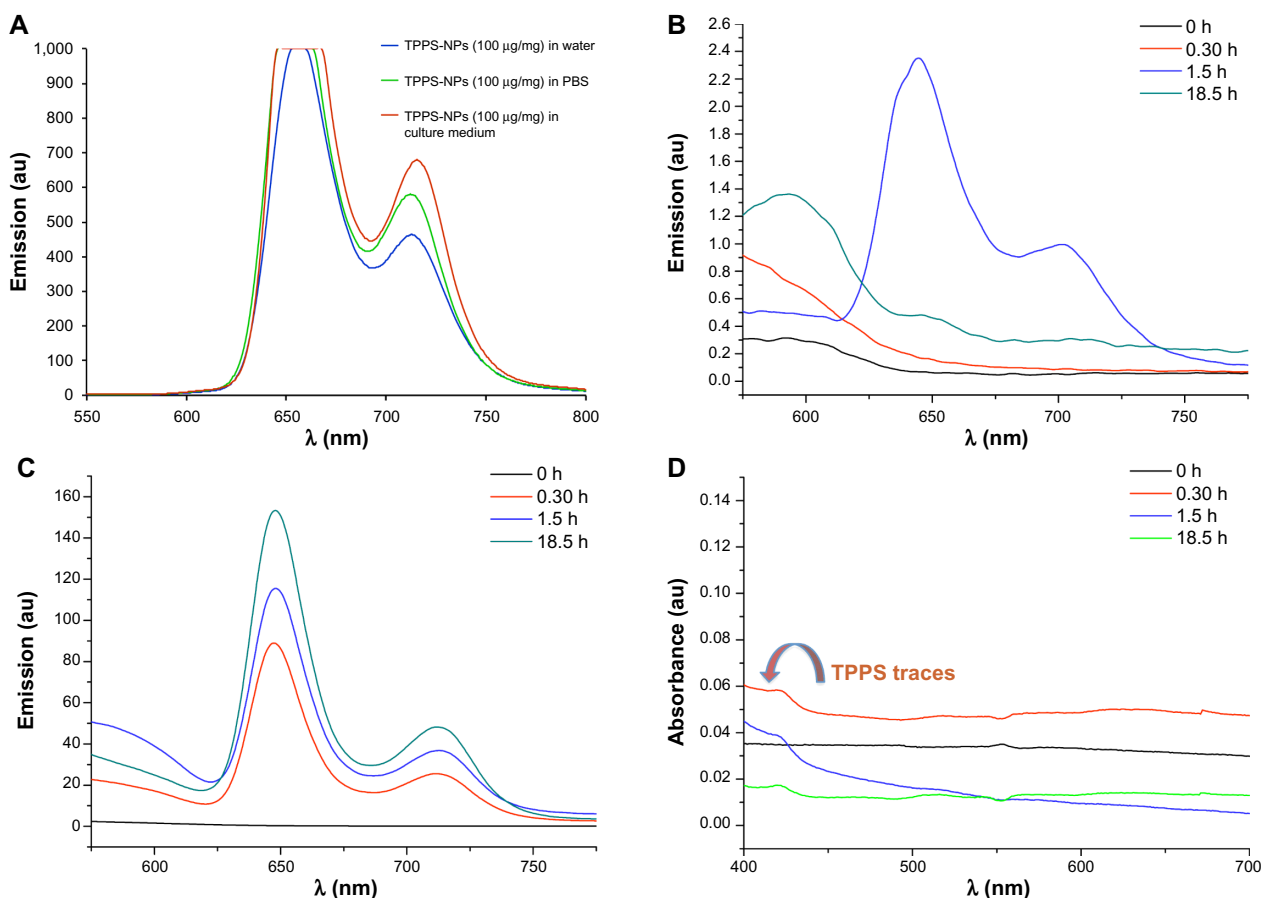 A
1,000
900
800
700
600
500
400
300
200
100
0
Emission (au)
550 600 650 700 750 800
λ (nm)
TPPS-NPs (100 μg/mg) in water
TPPS-NPs (100 μg/mg) in PBS
TPPS-NPs (100 μg/mg) in
culture medium
B
2.6
2.4
2.2
2.0
1.8
1.6
1.4
1.2
1.0
0.8
0.6
0.4
0.2
0.0
Emission (au)
600 650 700 750
λ (nm)
0 h
0.30 h
1.5 h
18.5 h
C
160
140
120
100
80
60
40
20
0
Emission (au)
600 650 700 750
λ (nm)
0 h
0.30 h
1.5 h
18.5 h
D
0.14
0.12
0.10
0.08
0.06
0.04
0.02
0.00
Absorbance (au)
400 500 600 700
λ (nm)
0 h
0.30 h
1.5 h
18.5 h
TPPS traces